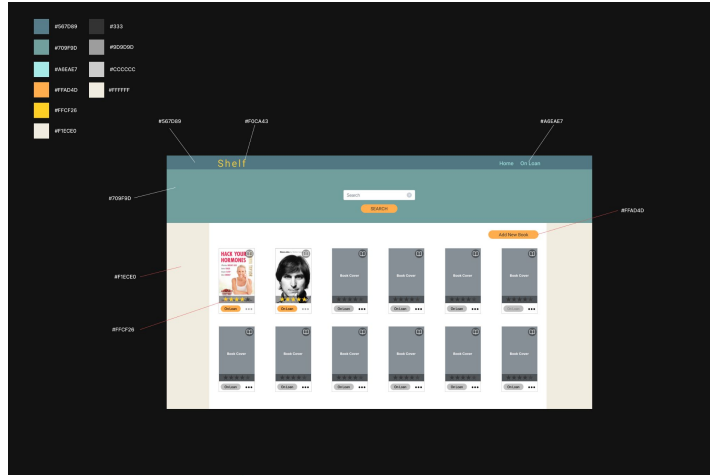 #567D89 #333
#709F9D #9D9D9D
#A6EAE7 #CCCCCC
#FFAD4D #FFFFFF
#FFCF26
#F1ECE0
#567D89 #F0CA43 #A6EAE7
Shelf Home On Loan
#709F9D
Search
SEARCH
#FFAD4D
Add New Book
HACK YOUR
HORMONES
#F1ECE0
Book Cover Book Cover Book Cover Book Cover
On Loan On Loan On Loan On Loan On Loan On Loan
#FFCF26
Book Cover Book Cover Book Cover Book Cover Book Cover Book Cover
On Loan On Loan On Loan On Loan On Loan On Loan